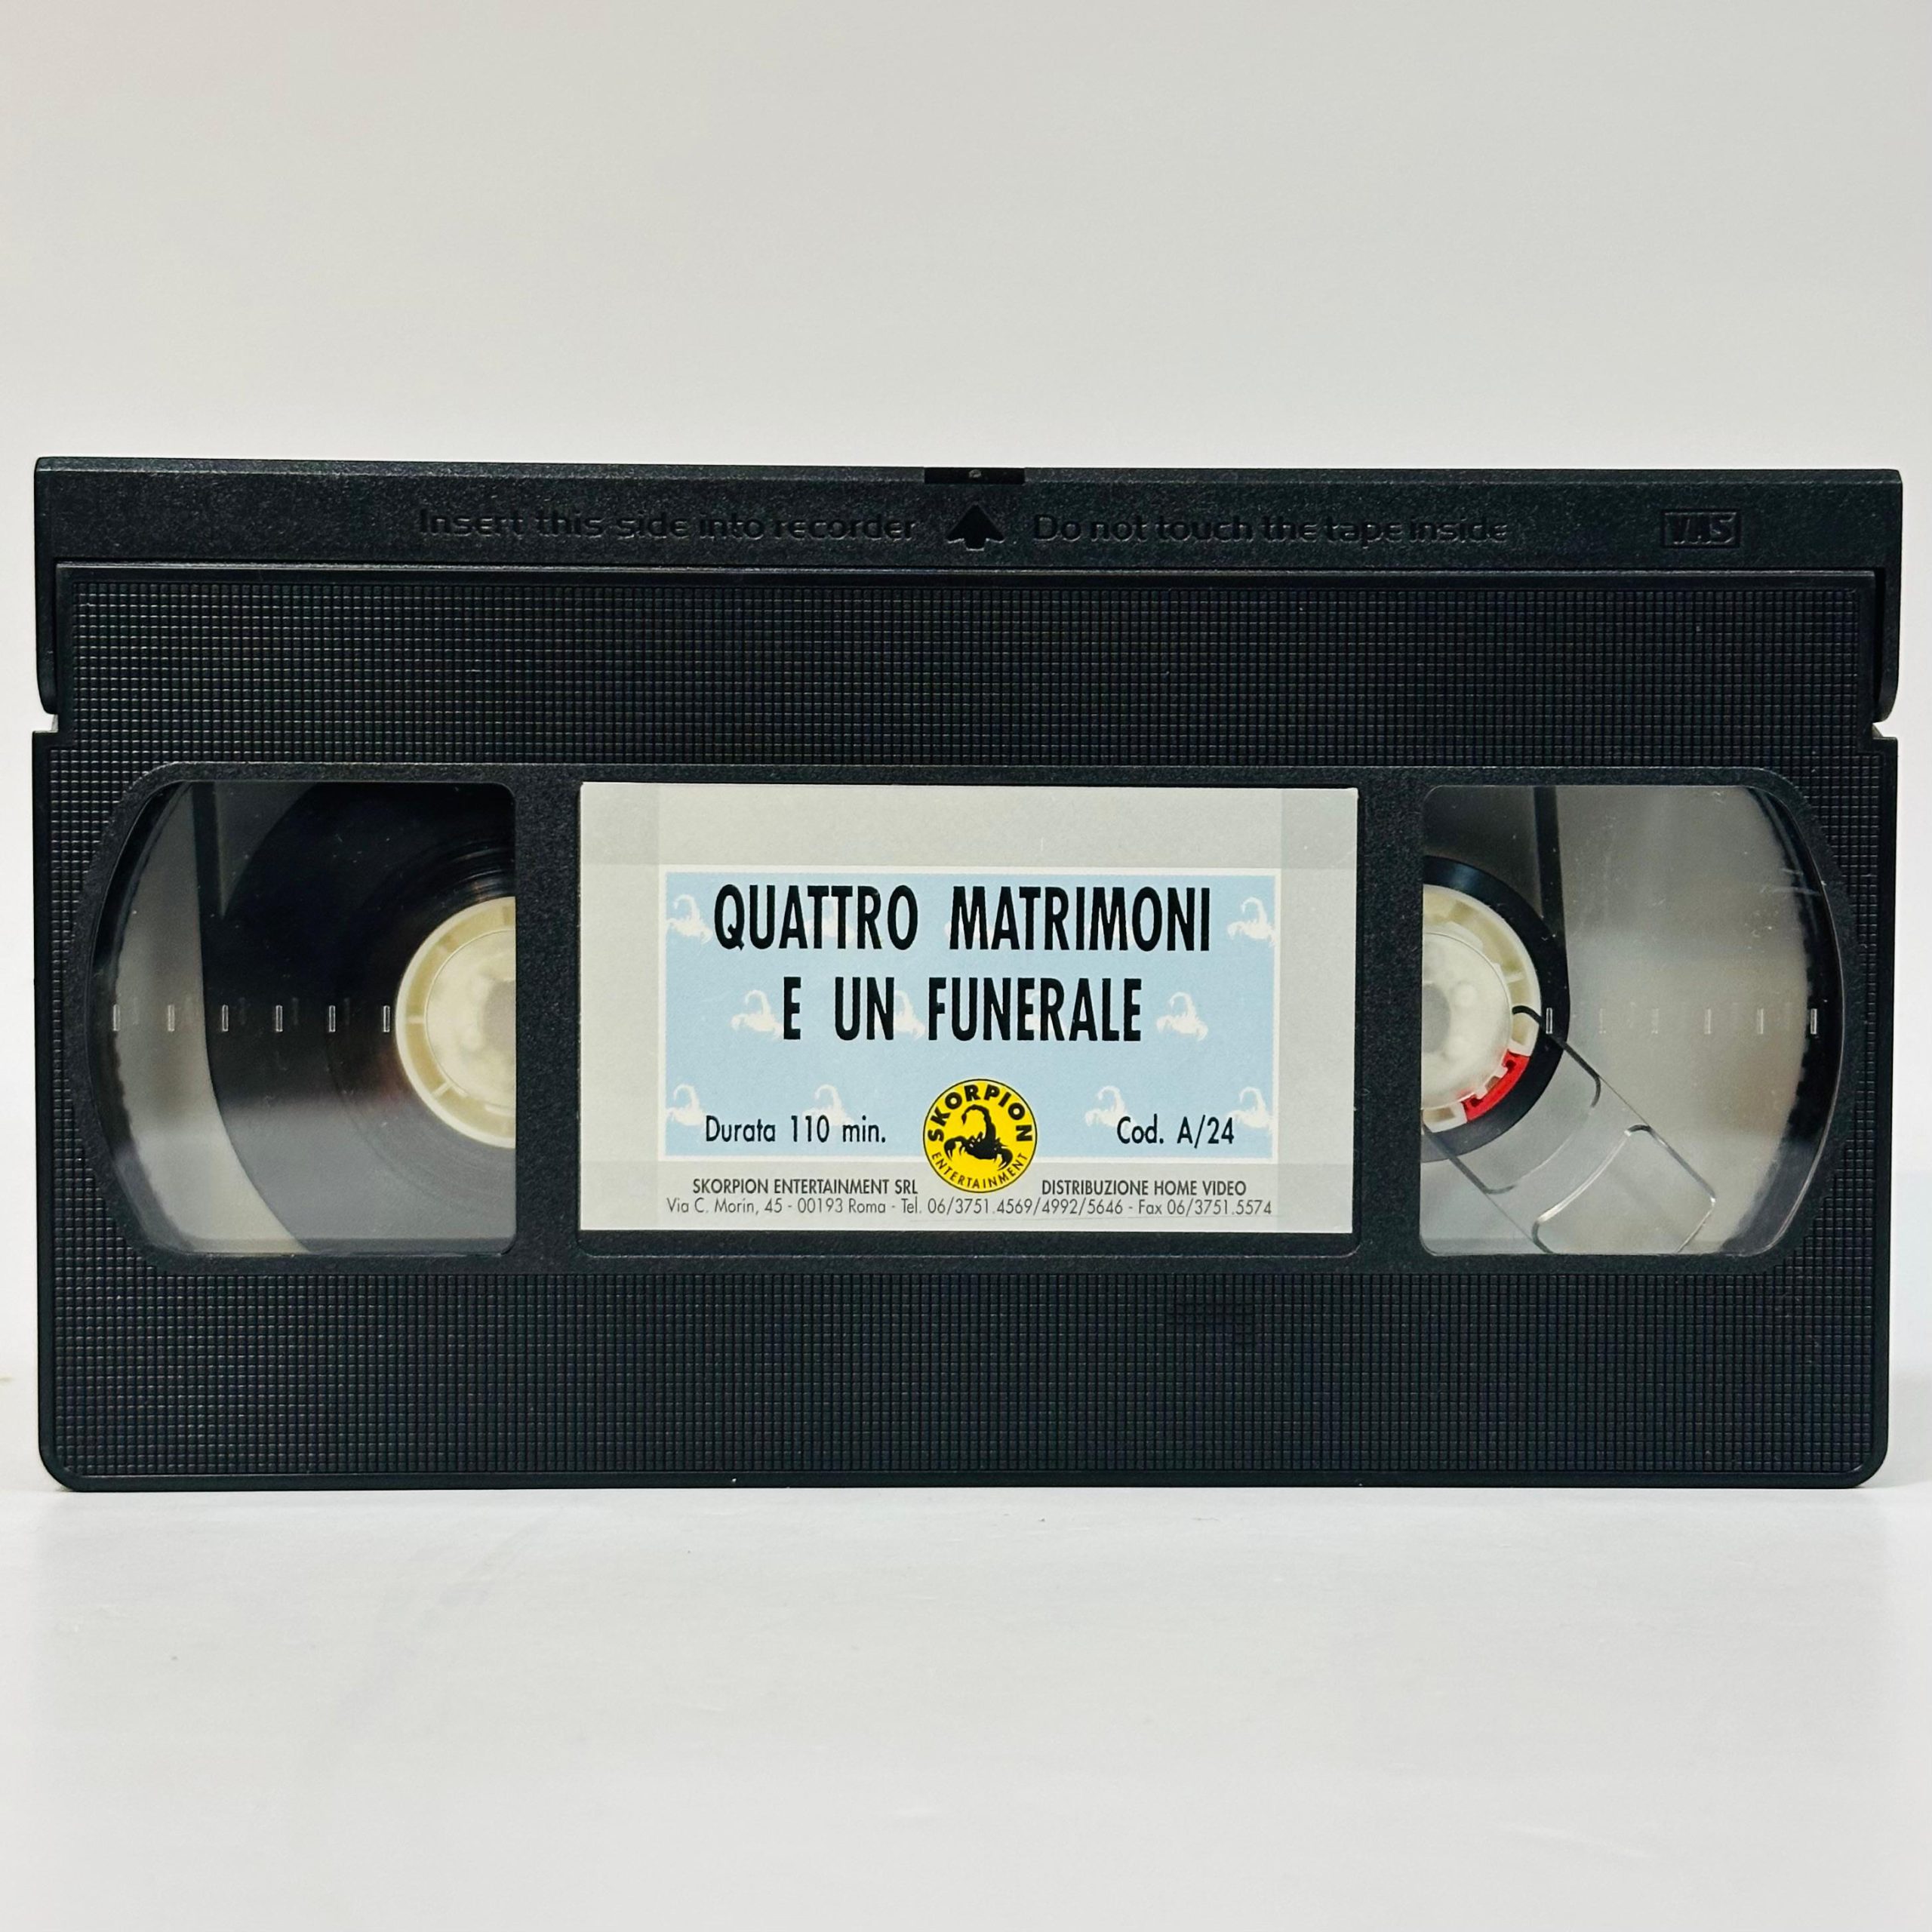 Insert this side into recorder Do not touch the tape inside VHS
QUATTRO MATRIMONI
E UN FUNERALE
SKORPION
ENTERTAINMENT
Durata 110 min. Cod. A/24
SKORPION ENTERTAINMENT SRL DISTRIBUZIONE HOME VIDEO
Via C. Morin, 45 - 00193 Roma - Tel. 06/3751.4569/4992/5646 - Fax 06/3751.5574